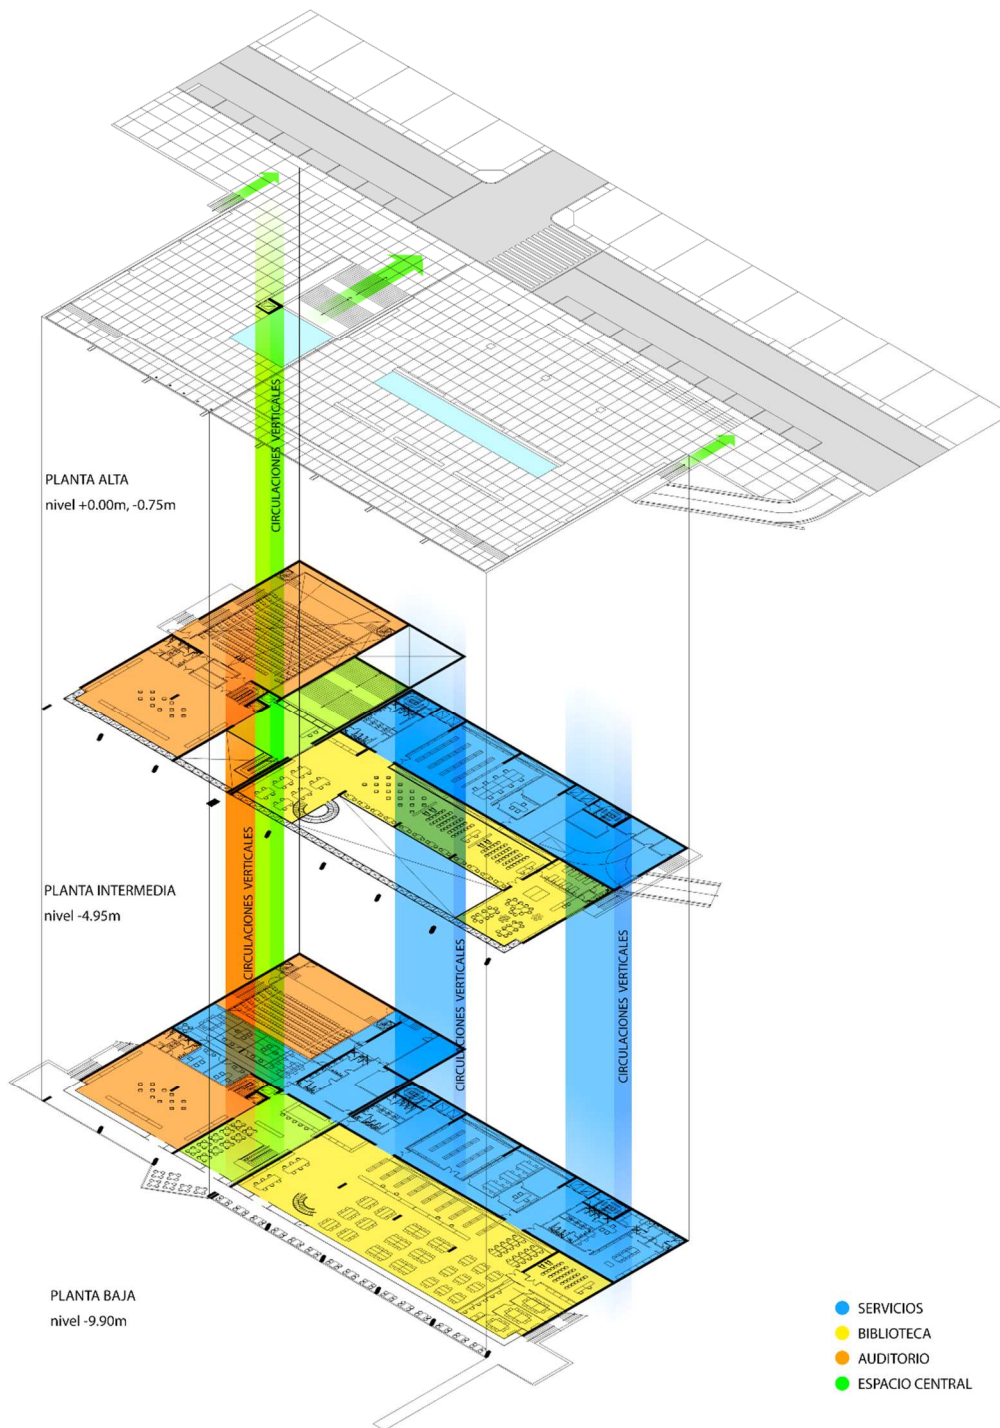 CIRCULACIONES VERTICALES
PLANTA ALTA
nivel +0.00m, -0.75m
CIRCULACIONES VERTICALES
PLANTA INTERMEDIA
nivel -4.95m
CIRCULACIONES VERTICALES
CIRCULACIONES VERTICALES
PLANTA BAJA
nivel -9.90m
SERVICIOS
BIBLIOTECA
AUDITORIO
ESPACIO CENTRAL